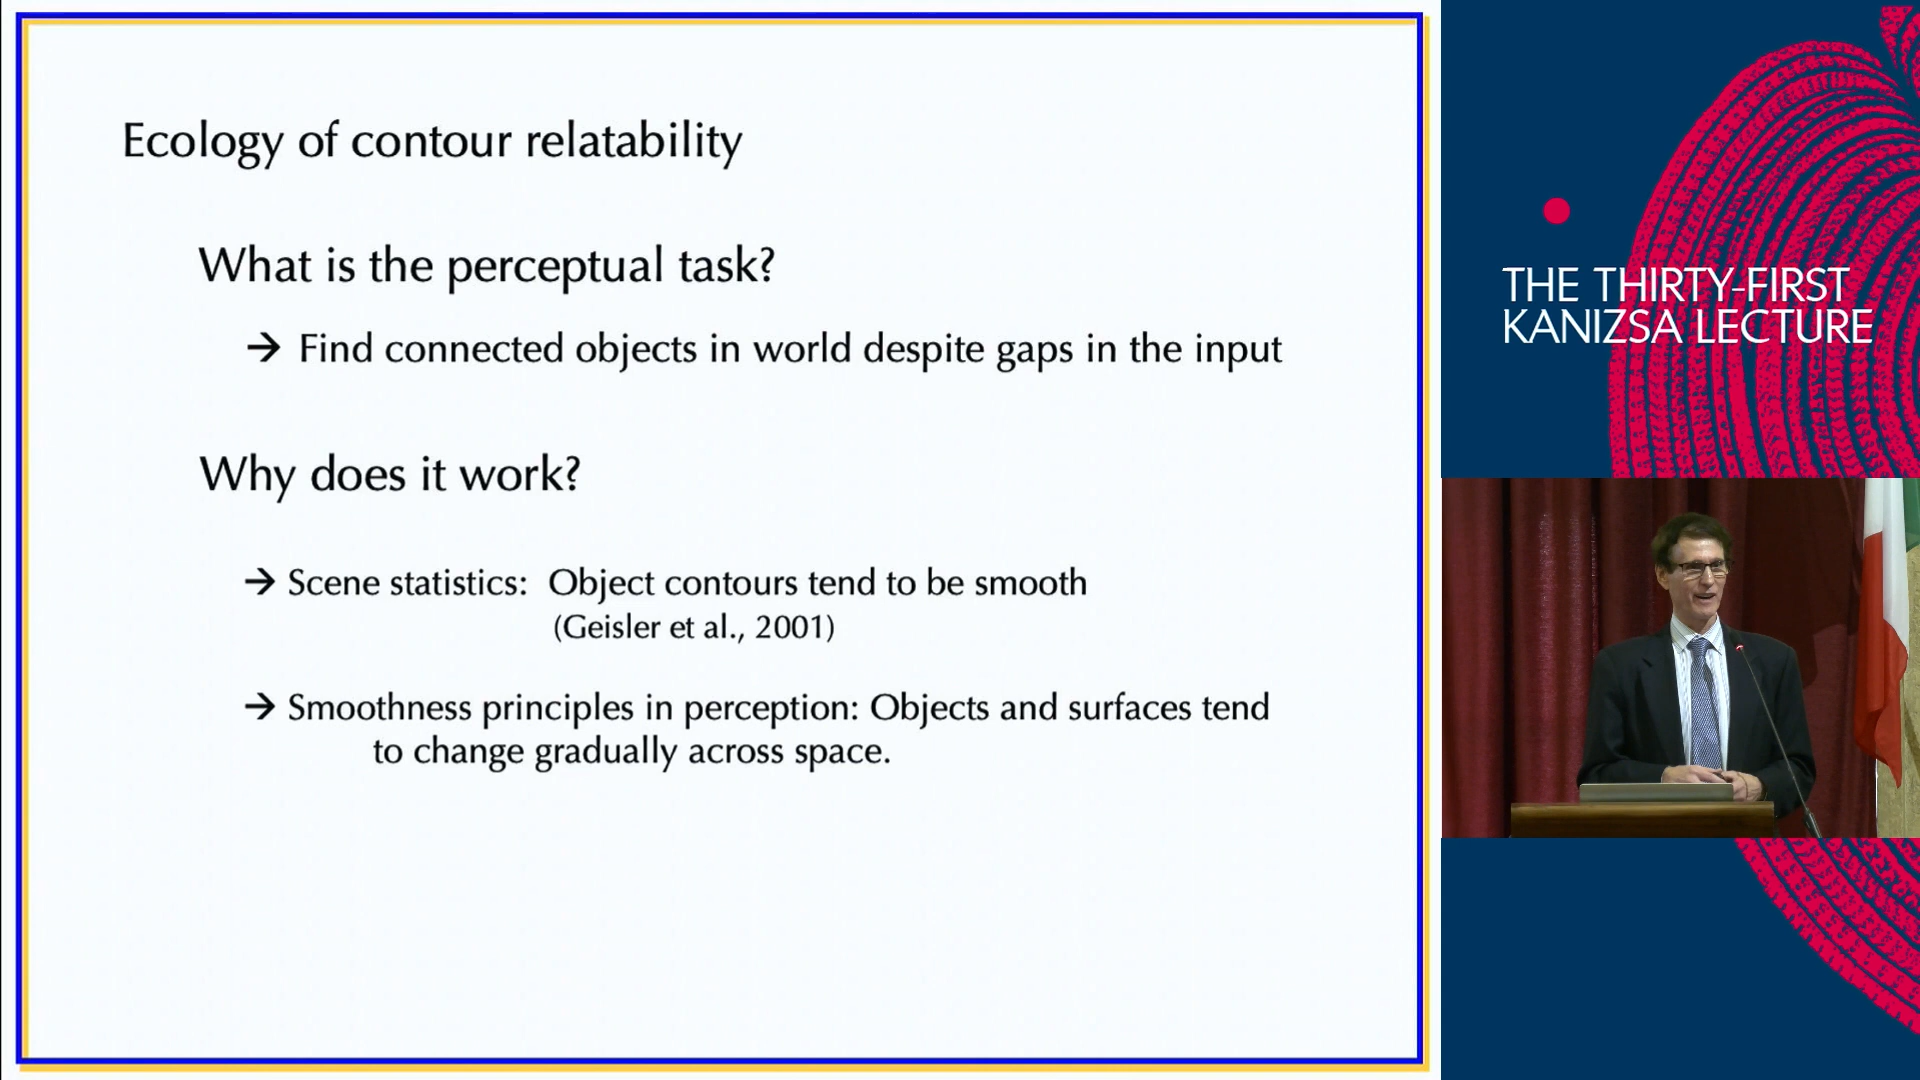 Ecology of contour relatability
What is the perceptual task?
→ Find connected objects in world despite gaps in the input
Why does it work?
→ Scene statistics: Object contours tend to be smooth
(Geisler et al., 2001)
→ Smoothness principles in perception: Objects and surfaces tend
to change gradually across space.
THE THIRTY-FIRST
KANIZSA LECTURE